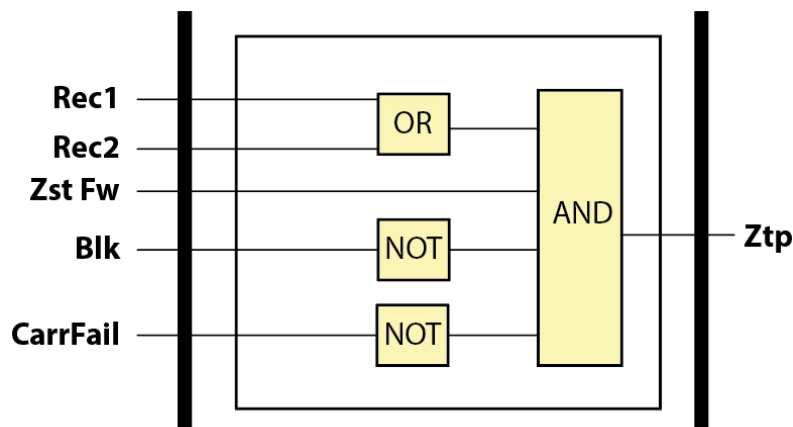 Rec1
OR
Rec2
Zst Fw
AND
Ztp
Blk
NOT
CarrFail
NOT